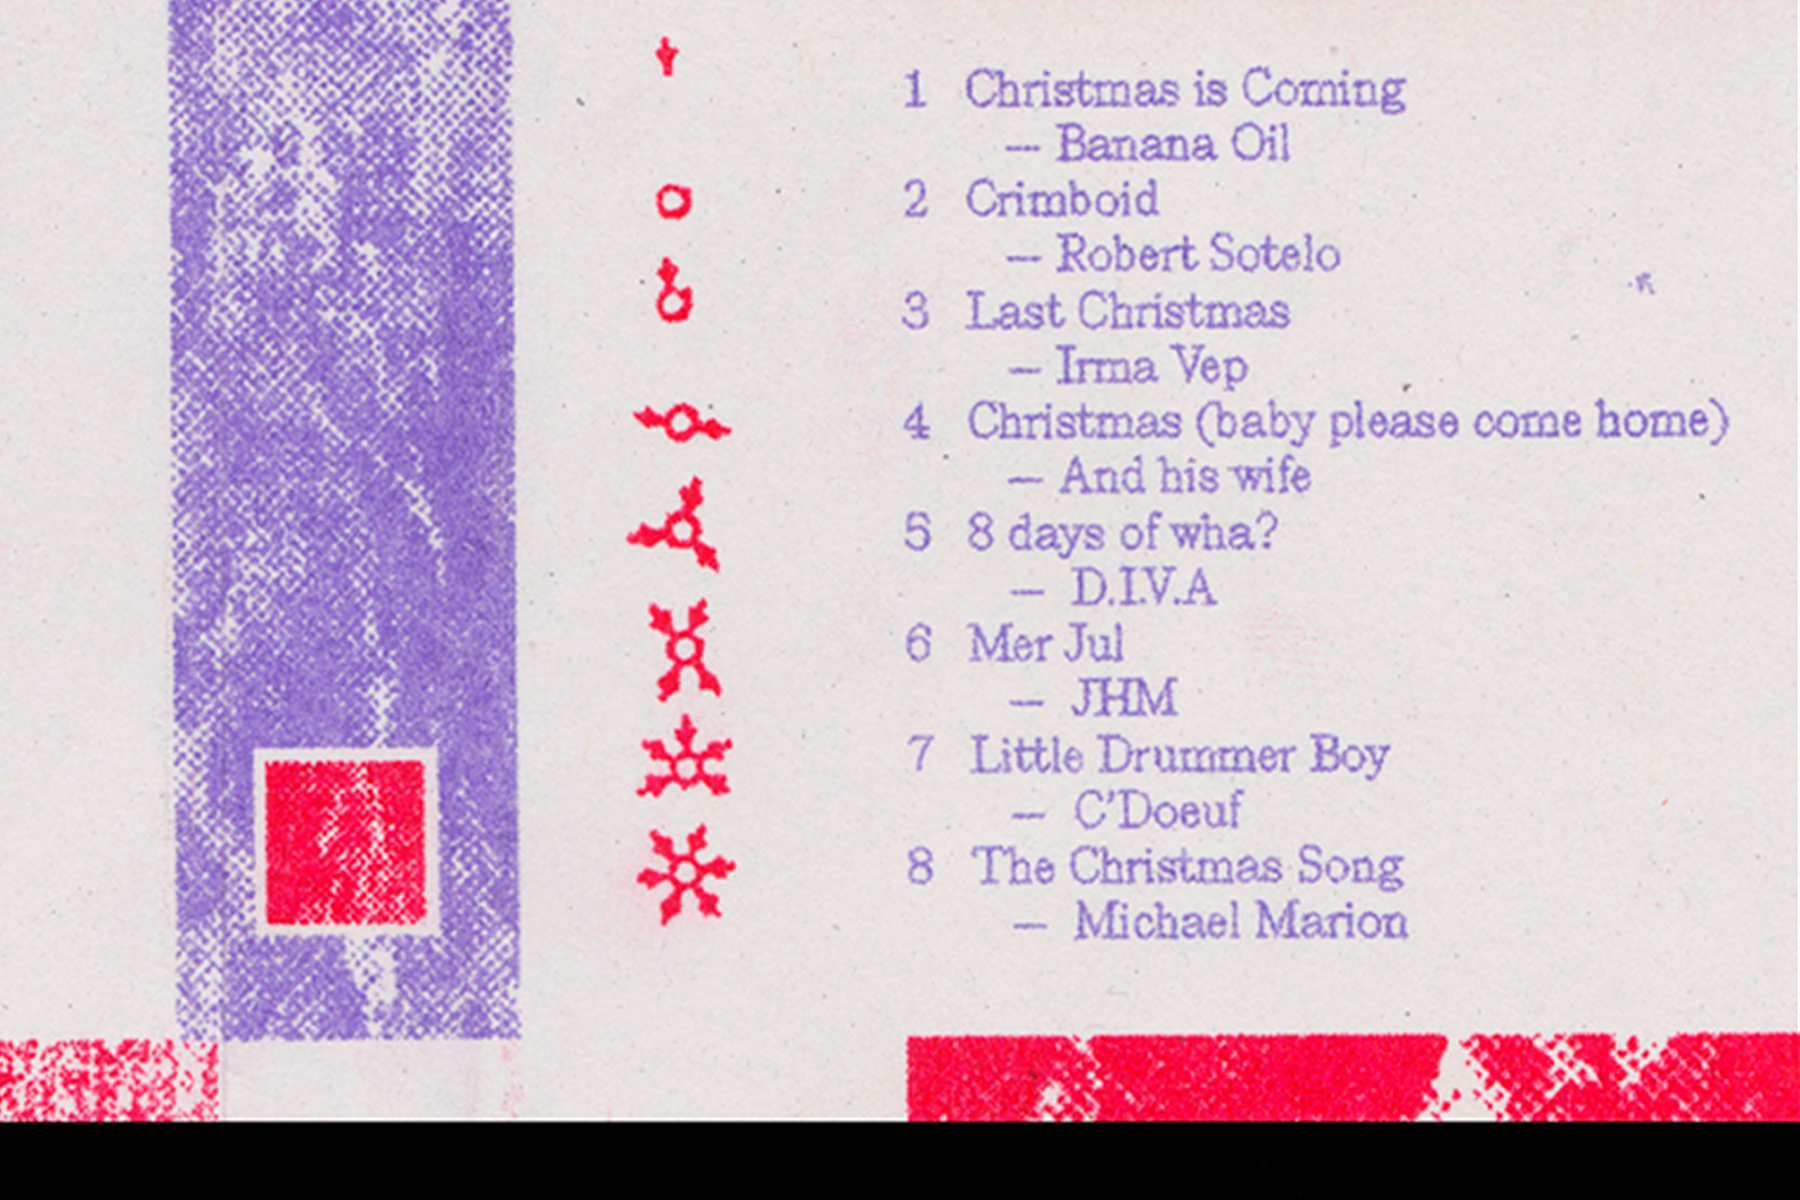 1 Christmas is Coming
— Banana Oil
2 Crimboid
— Robert Sotelo
3 Last Christmas
— Irma Vep
4 Christmas (baby please come home)
— And his wife
5 8 days of wha?
— D.I.V.A
6 Mer Jul
— JHM
7 Little Drummer Boy
— C'Doeuf
8 The Christmas Song
— Michael Marion